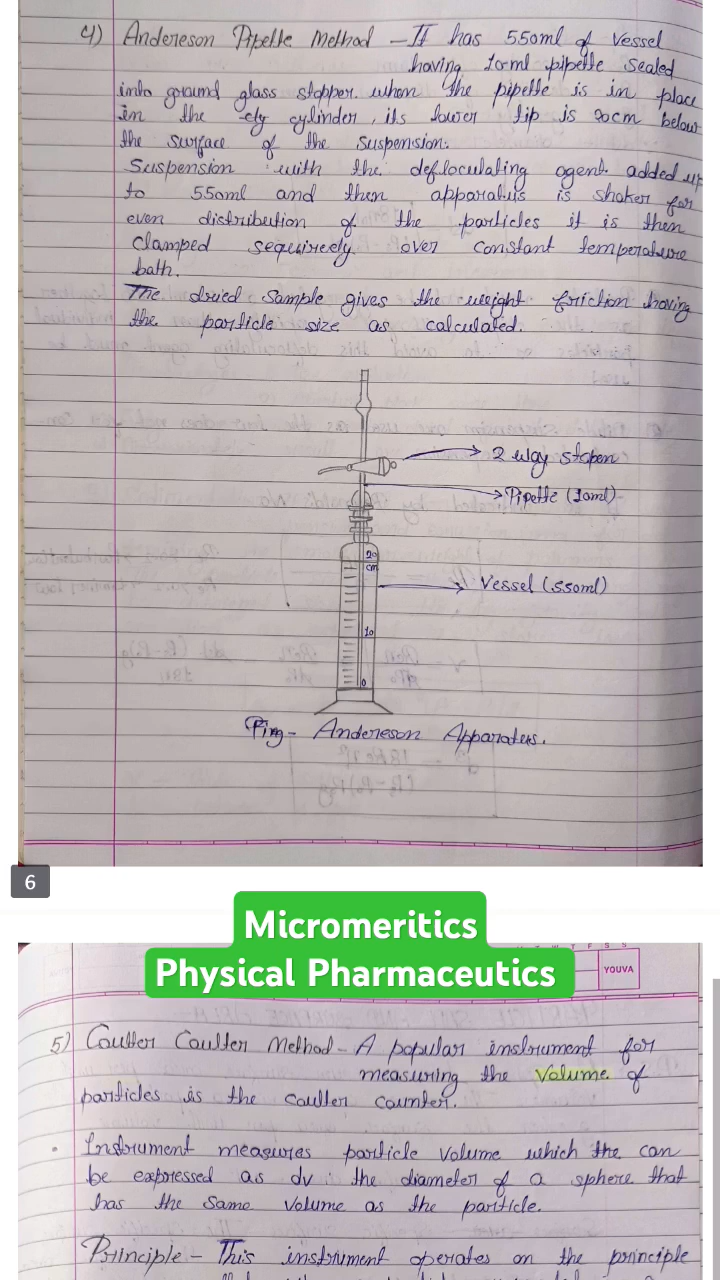 4) Andereson Pipette Method - It has 550ml of Vessel
having 10ml pipette sealed
into ground glass stopper. when the pipette is in place
in the cly cylinder, its lower tip is 20cm below
the surface of the suspension.
Suspension with the defloculating agent added up
to 550ml and then apparatus is shaker for
even distribution of the particles it is then
clamped sequirecely over constant temperature
bath.
The dried sample gives the weight friction having
the particle size as calculated.
2 way stopen
Pipette (10ml)
20
cm
Vessel (550ml)
10
0
Fing - Andereson Apparatus.
6
Micromeritics
Physical Pharmaceutics
T F S S
YOUVA
5) Coulter Method - A popular instrument for
measuring the volume of
particles is the coulter counter.
Instrument measures particle volume which the can
be expressed as dv : the diameter of a sphere that
has the same volume as the particle.
Principle - This instrument operates on the principle